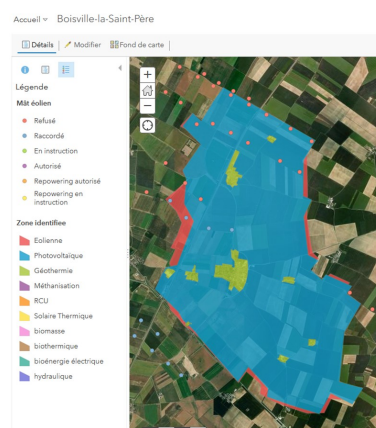 Accueil Boisville-la-Saint-Père
Détails Modifier Fond de carte
Légende
Mât éolien
Refusé
Raccordé
En instruction
Autorisé
Repowering autorisé
Repowering en
instruction
Zone identifiee
Eolienne
Photovoltaïque
Géothermie
Méthanisation
RCU
Solaire Thermique
biomasse
biothermique
bioénergie électrique
hydraulique